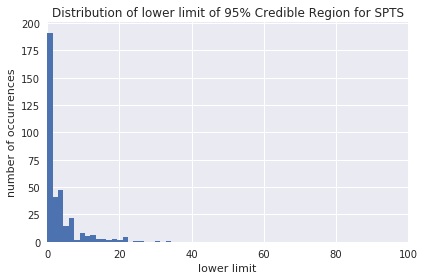 Distribution of lower limit of 95% Credible Region for SPTS
number of occurrences
200
175
150
125
100
75
50
25
0
0 20 40 60 80 100
lower limit